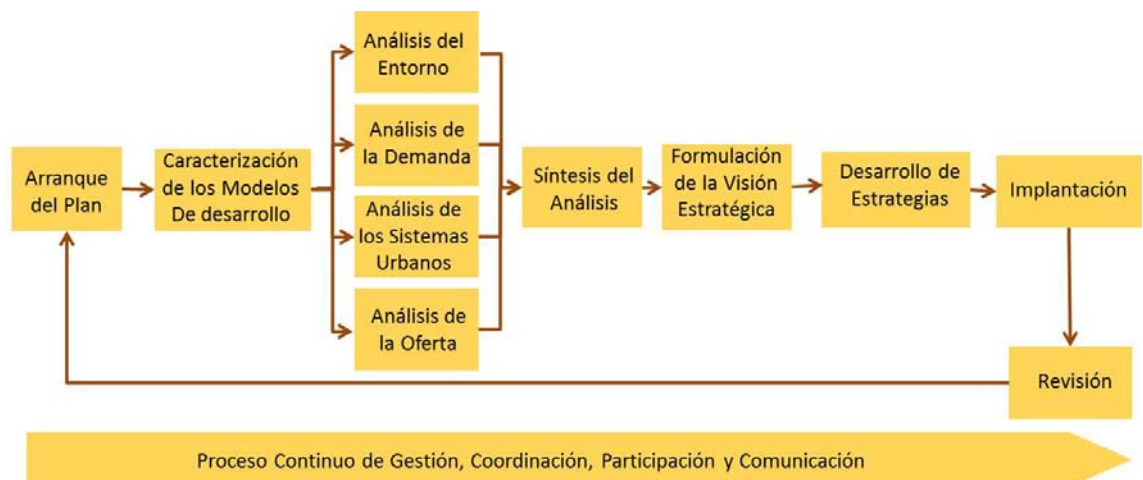 Arranque
del Plan
Caracterización
de los Modelos
De desarrollo
Análisis del
Entorno
Análisis de
la Demanda
Análisis de
los Sistemas
Urbanos
Análisis de
la Oferta
Síntesis del
Análisis
Formulación
de la Visión
Estratégica
Desarrollo de
Estrategias
Implantación
Revisión
Proceso Continuo de Gestión, Coordinación, Participación y Comunicación